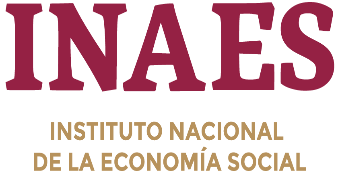 INAES
INSTITUTO NACIONAL
DE LA ECONOMÍA SOCIAL